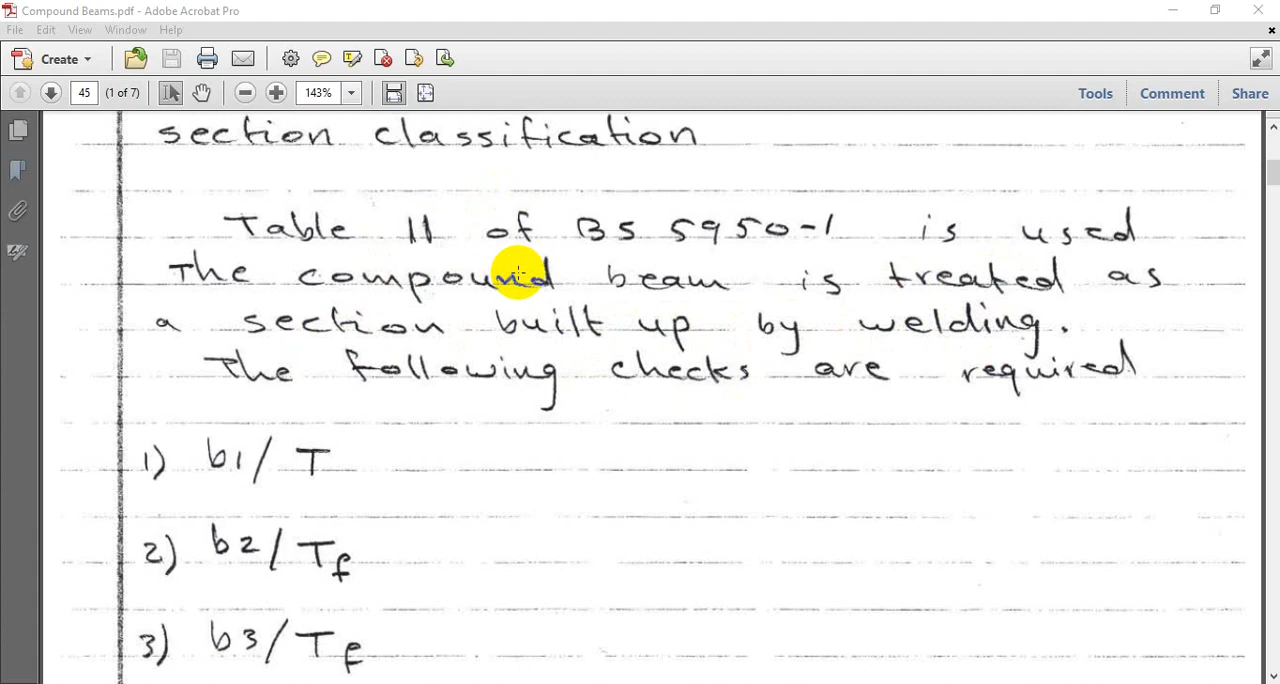 Compound Beams.pdf - Adobe Acrobat Pro
File Edit View Window Help
Create
45 (1 of 7) 143% Tools Comment Share
section classification
Table 11 of BS 5950-1 is used
The compound beam is treated as
a section built up by welding.
The following checks are required
1) b1/ T
2) b2/ Tf
3) b3/ Tf